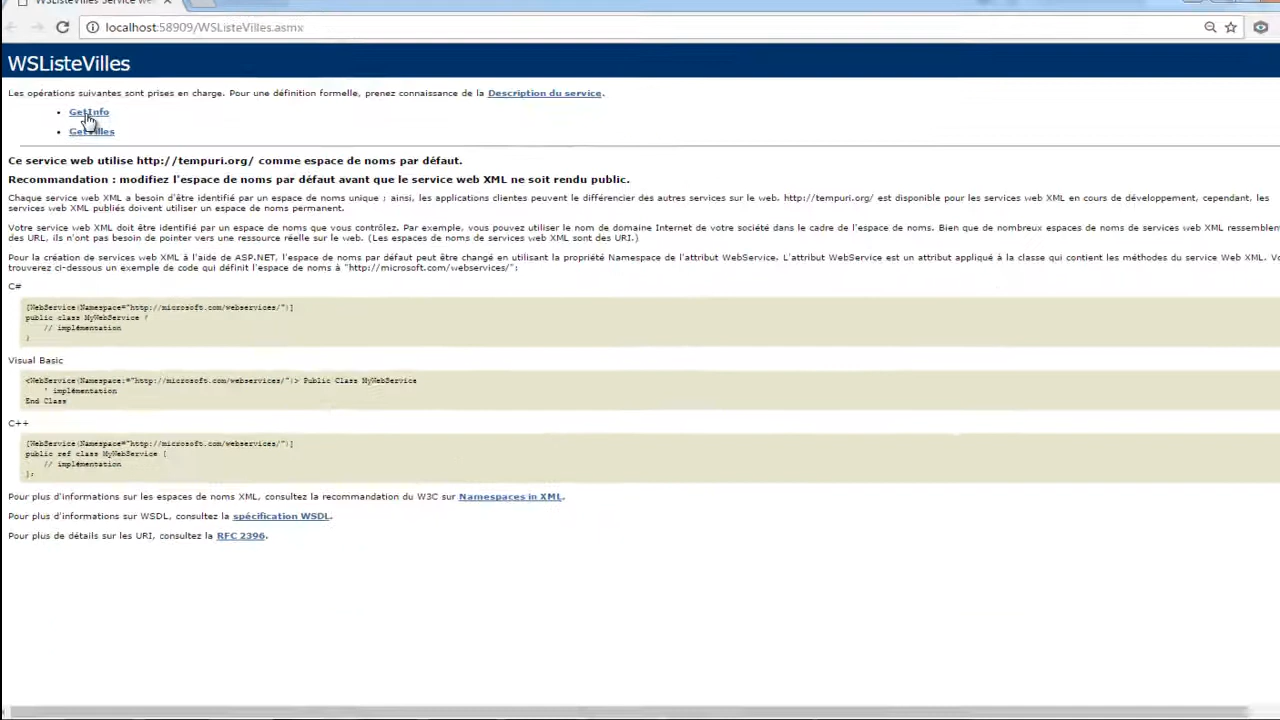 WSListeVilles Service we
localhost:58909/WSListeVilles.asmx
WSListeVilles
Les opérations suivantes sont prises en charge. Pour une définition formelle, prenez connaissance de la Description du service.
• GetInfo
• GetVilles
Ce service web utilise http://tempuri.org/ comme espace de noms par défaut.
Recommandation : modifiez l'espace de noms par défaut avant que le service web XML ne soit rendu public.
Chaque service web XML a besoin d'être identifié par un espace de noms unique ; ainsi, les applications clientes peuvent le différencier des autres services sur le web. http://tempuri.org/ est disponible pour les services web XML en cours de développement, cependant, les
services web XML publiés doivent utiliser un espace de noms permanent.
Votre service web XML doit être identifié par un espace de noms que vous contrôlez. Par exemple, vous pouvez utiliser le nom de domaine Internet de votre société dans le cadre de l'espace de noms. Bien que de nombreux espaces de noms de services web XML ressemblen
des URL, ils n'ont pas besoin de pointer vers une ressource réelle sur le web. (Les espaces de noms de services web XML sont des URI.)
Pour la création de services web XML à l'aide de ASP.NET, l'espace de noms par défaut peut être changé en utilisant la propriété Namespace de l'attribut WebService. L'attribut WebService est un attribut appliqué à la classe qui contient les méthodes du service Web XML. Vo
trouverez ci-dessous un exemple de code qui définit l'espace de noms à "http://microsoft.com/webservices/":
C#
[WebService(Namespace="http://microsoft.com/webservices/")]
public class MyWebService {
// implémentation
}
Visual Basic
<WebService(Namespace:="http://microsoft.com/webservices/")> Public Class MyWebService
' implémentation
End Class
C++
[WebService(Namespace="http://microsoft.com/webservices/")]
public ref class MyWebService {
// implémentation
};
Pour plus d'informations sur les espaces de noms XML, consultez la recommandation du W3C sur Namespaces in XML.
Pour plus d'informations sur WSDL, consultez la spécification WSDL.
Pour plus de détails sur les URI, consultez la RFC 2396.